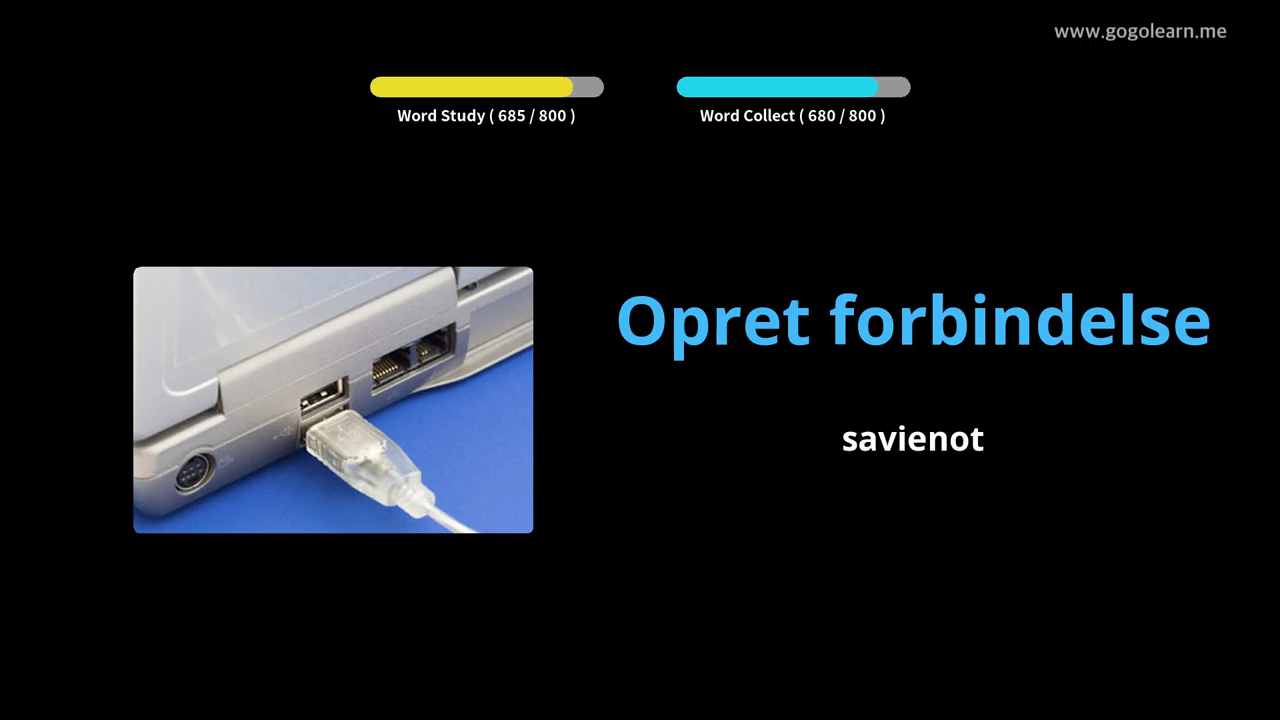 www.gogolearn.me
Word Study ( 685 / 800 )
Word Collect ( 680 / 800 )
Opret forbindelse
savienot